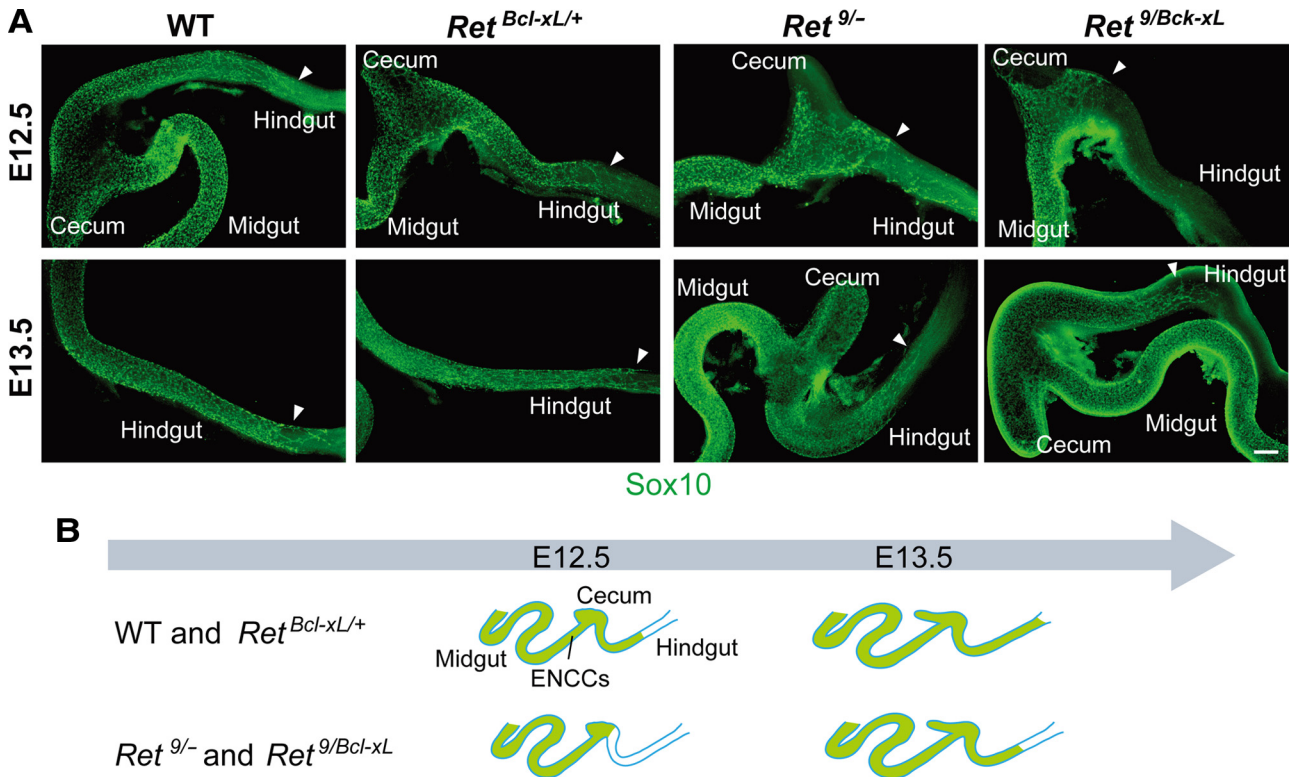 A
WT
Ret Bcl-xL/+
Ret 9/–
Ret 9/Bck-xL
E12.5
Hindgut
Cecum
Midgut
Cecum
Midgut
Hindgut
Cecum
Midgut
Hindgut
Cecum
Hindgut
Midgut
E13.5
Hindgut
Hindgut
Midgut
Cecum
Hindgut
Hindgut
Midgut
Cecum
Sox10
B
E12.5
E13.5
WT and Ret Bcl-xL/+
Cecum
Midgut
Hindgut
ENCCs
Ret 9/– and Ret 9/Bcl-xL